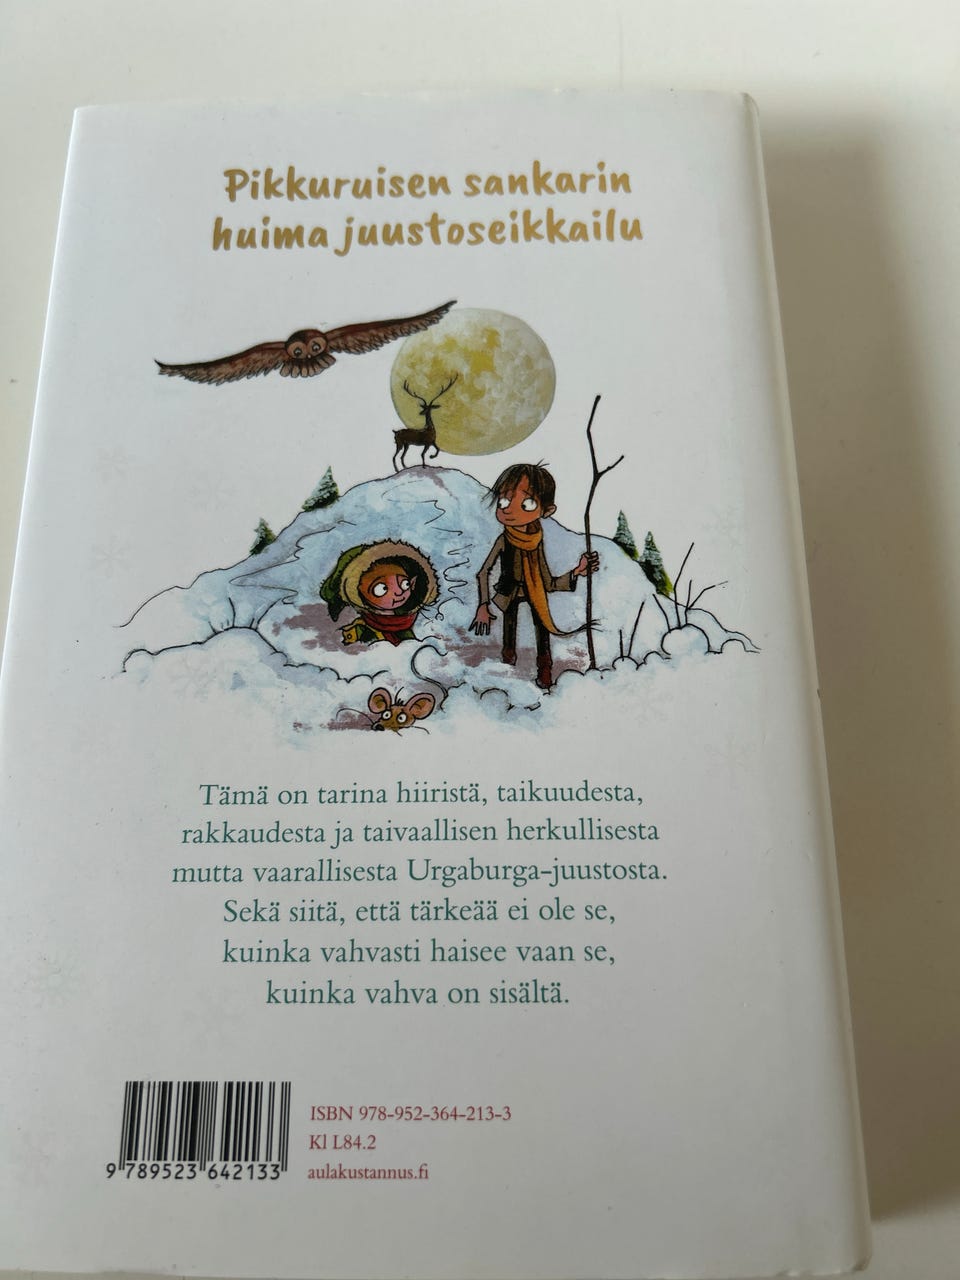 Pikkuruisen sankarin
huima juustoseikkailu
Tämä on tarina hiiristä, taikuudesta,
rakkaudesta ja taivaallisen herkullisesta
mutta vaarallisesta Urgaburga-juustosta.
Sekä siitä, että tärkeää ei ole se,
kuinka vahvasti haisee vaan se,
kuinka vahva on sisältä.
ISBN 978-952-364-213-3
Kl L84.2
aulakustannus.fi
9 789523 642133